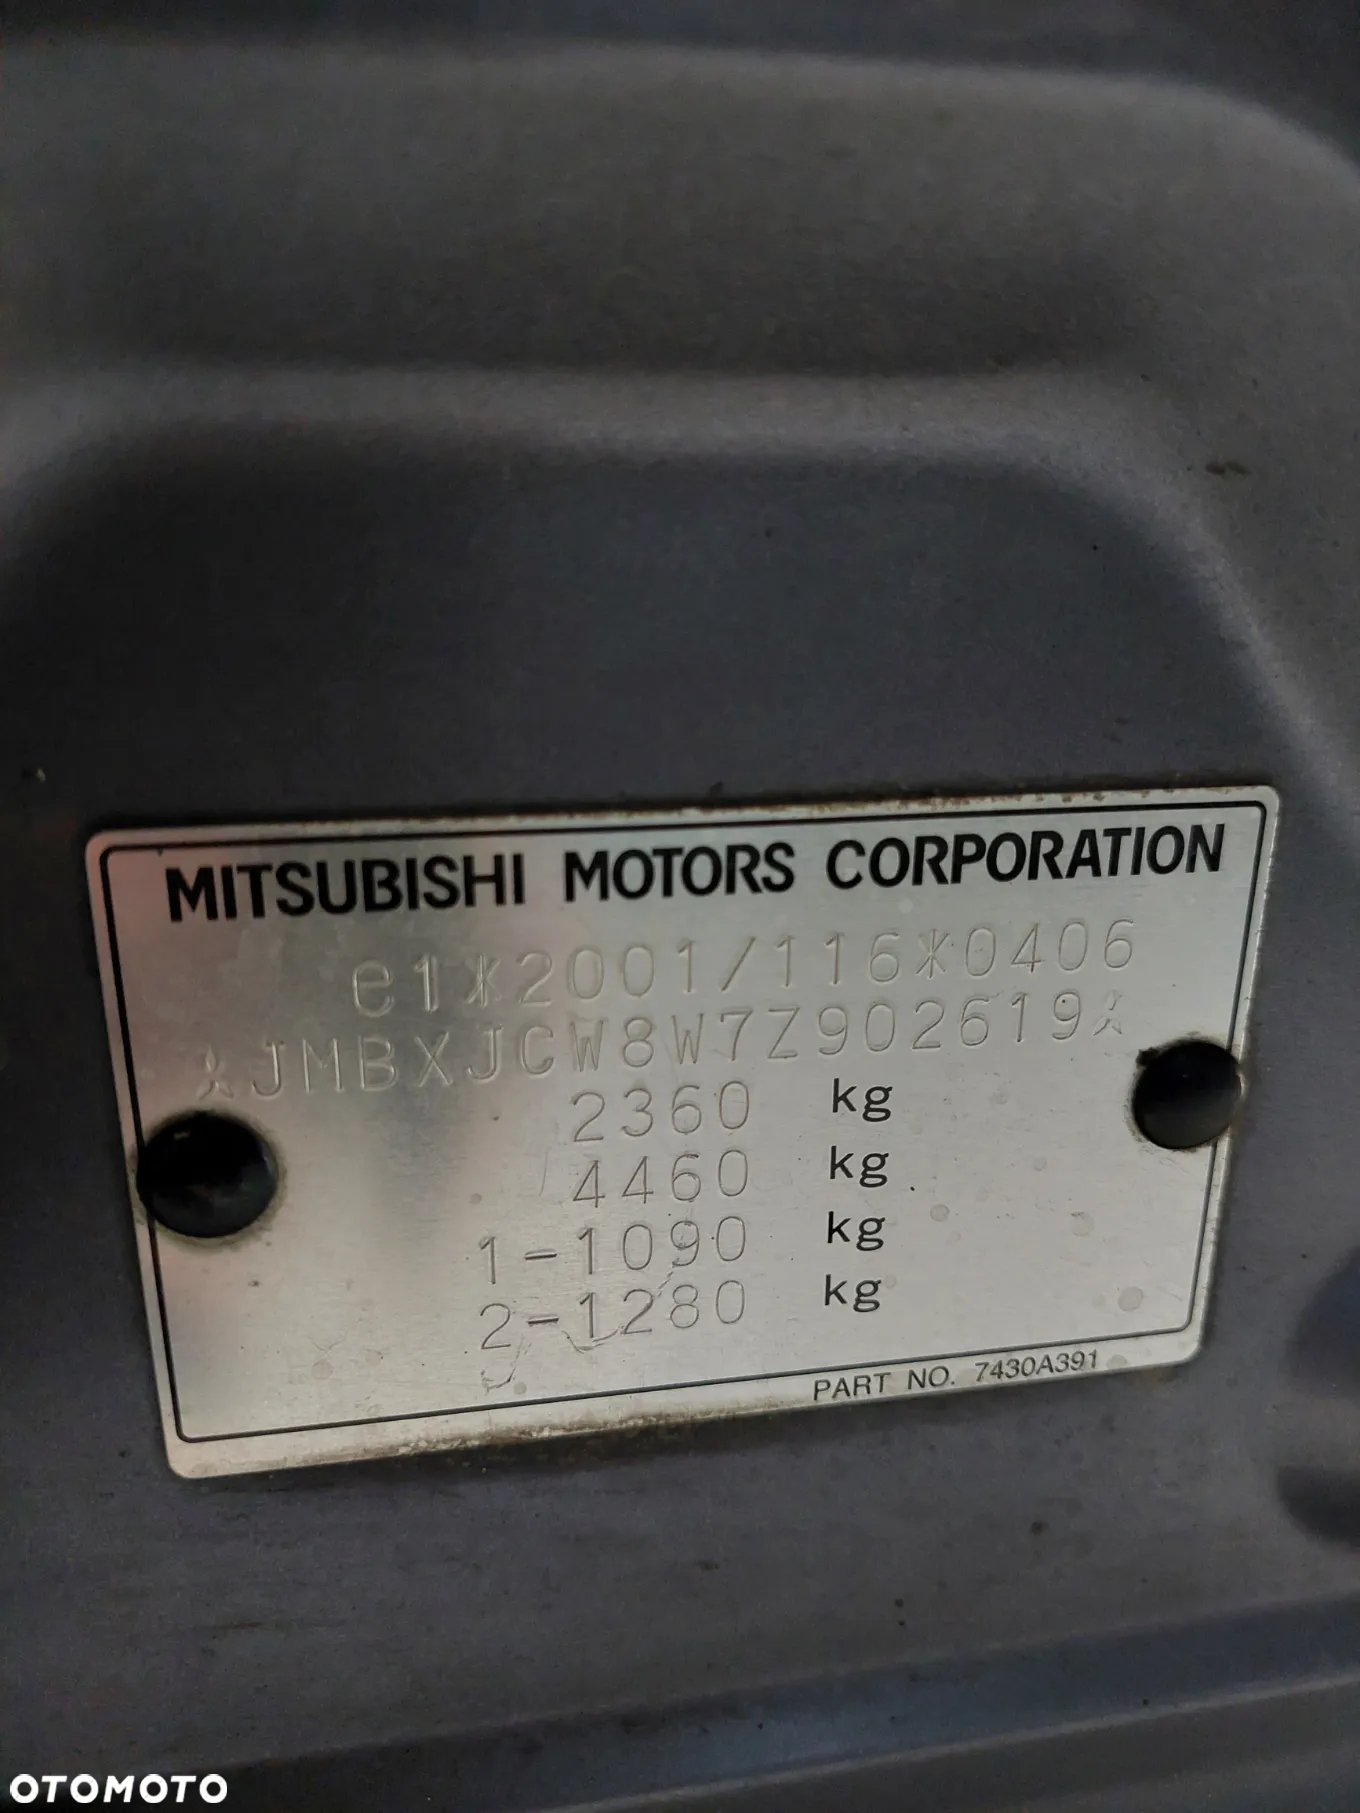 MITSUBISHI MOTORS CORPORATION
e1*2001/116*0406
JMBXJCW8W7Z902619
2360 kg
4460 kg
1-1090 kg
2-1280 kg
PART NO. 7430A391
OTOMOTO